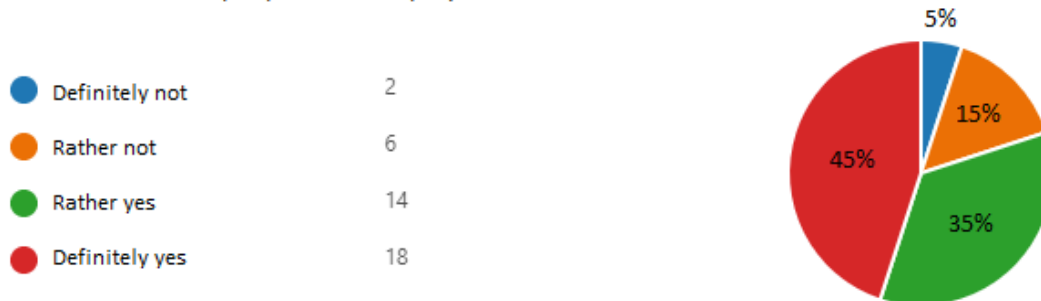 5%
Definitely not 2
15%
Rather not 6
45%
Rather yes 14
35%
Definitely yes 18